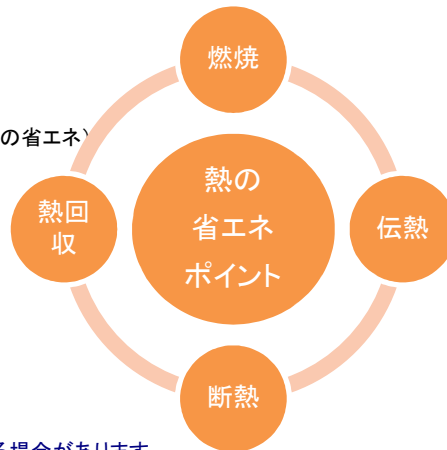 燃焼
の省エネ)
熱の
省エネ
ポイント
熱回
収
伝熱
断熱
場合があります